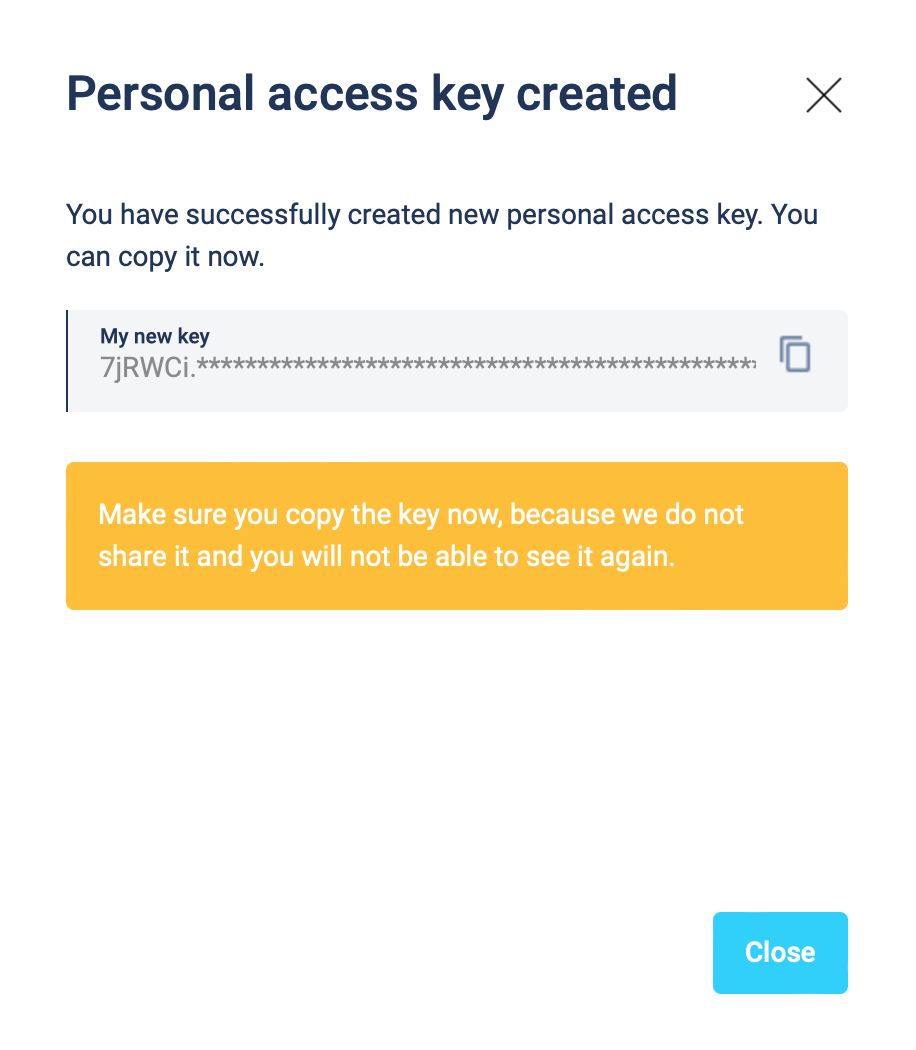 Personal access key created
You have successfully created new personal access key. You
can copy it now.
My new key
7jRWCi.***********************************************
Make sure you copy the key now, because we do not
share it and you will not be able to see it again.
Close